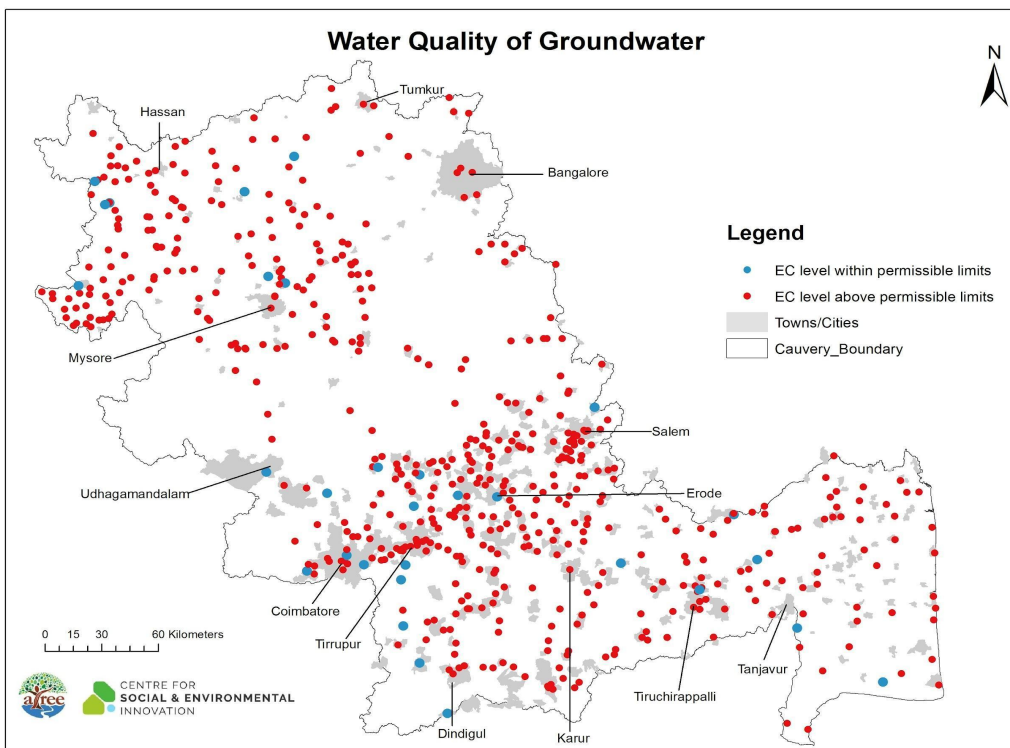 Water Quality of Groundwater
N
Tumkur
Hassan
Bangalore
Legend
EC level within permissible limits
EC level above permissible limits
Towns/Cities
Cauvery_Boundary
Mysore
Salem
Udhagamandalam
Erode
Coimbatore
0 15 30 60 Kilometers
Tirrupur
Tanjavur
Tiruchirappalli
atree
CENTRE FOR
SOCIAL & ENVIRONMENTAL
INNOVATION
Dindigul
Karur